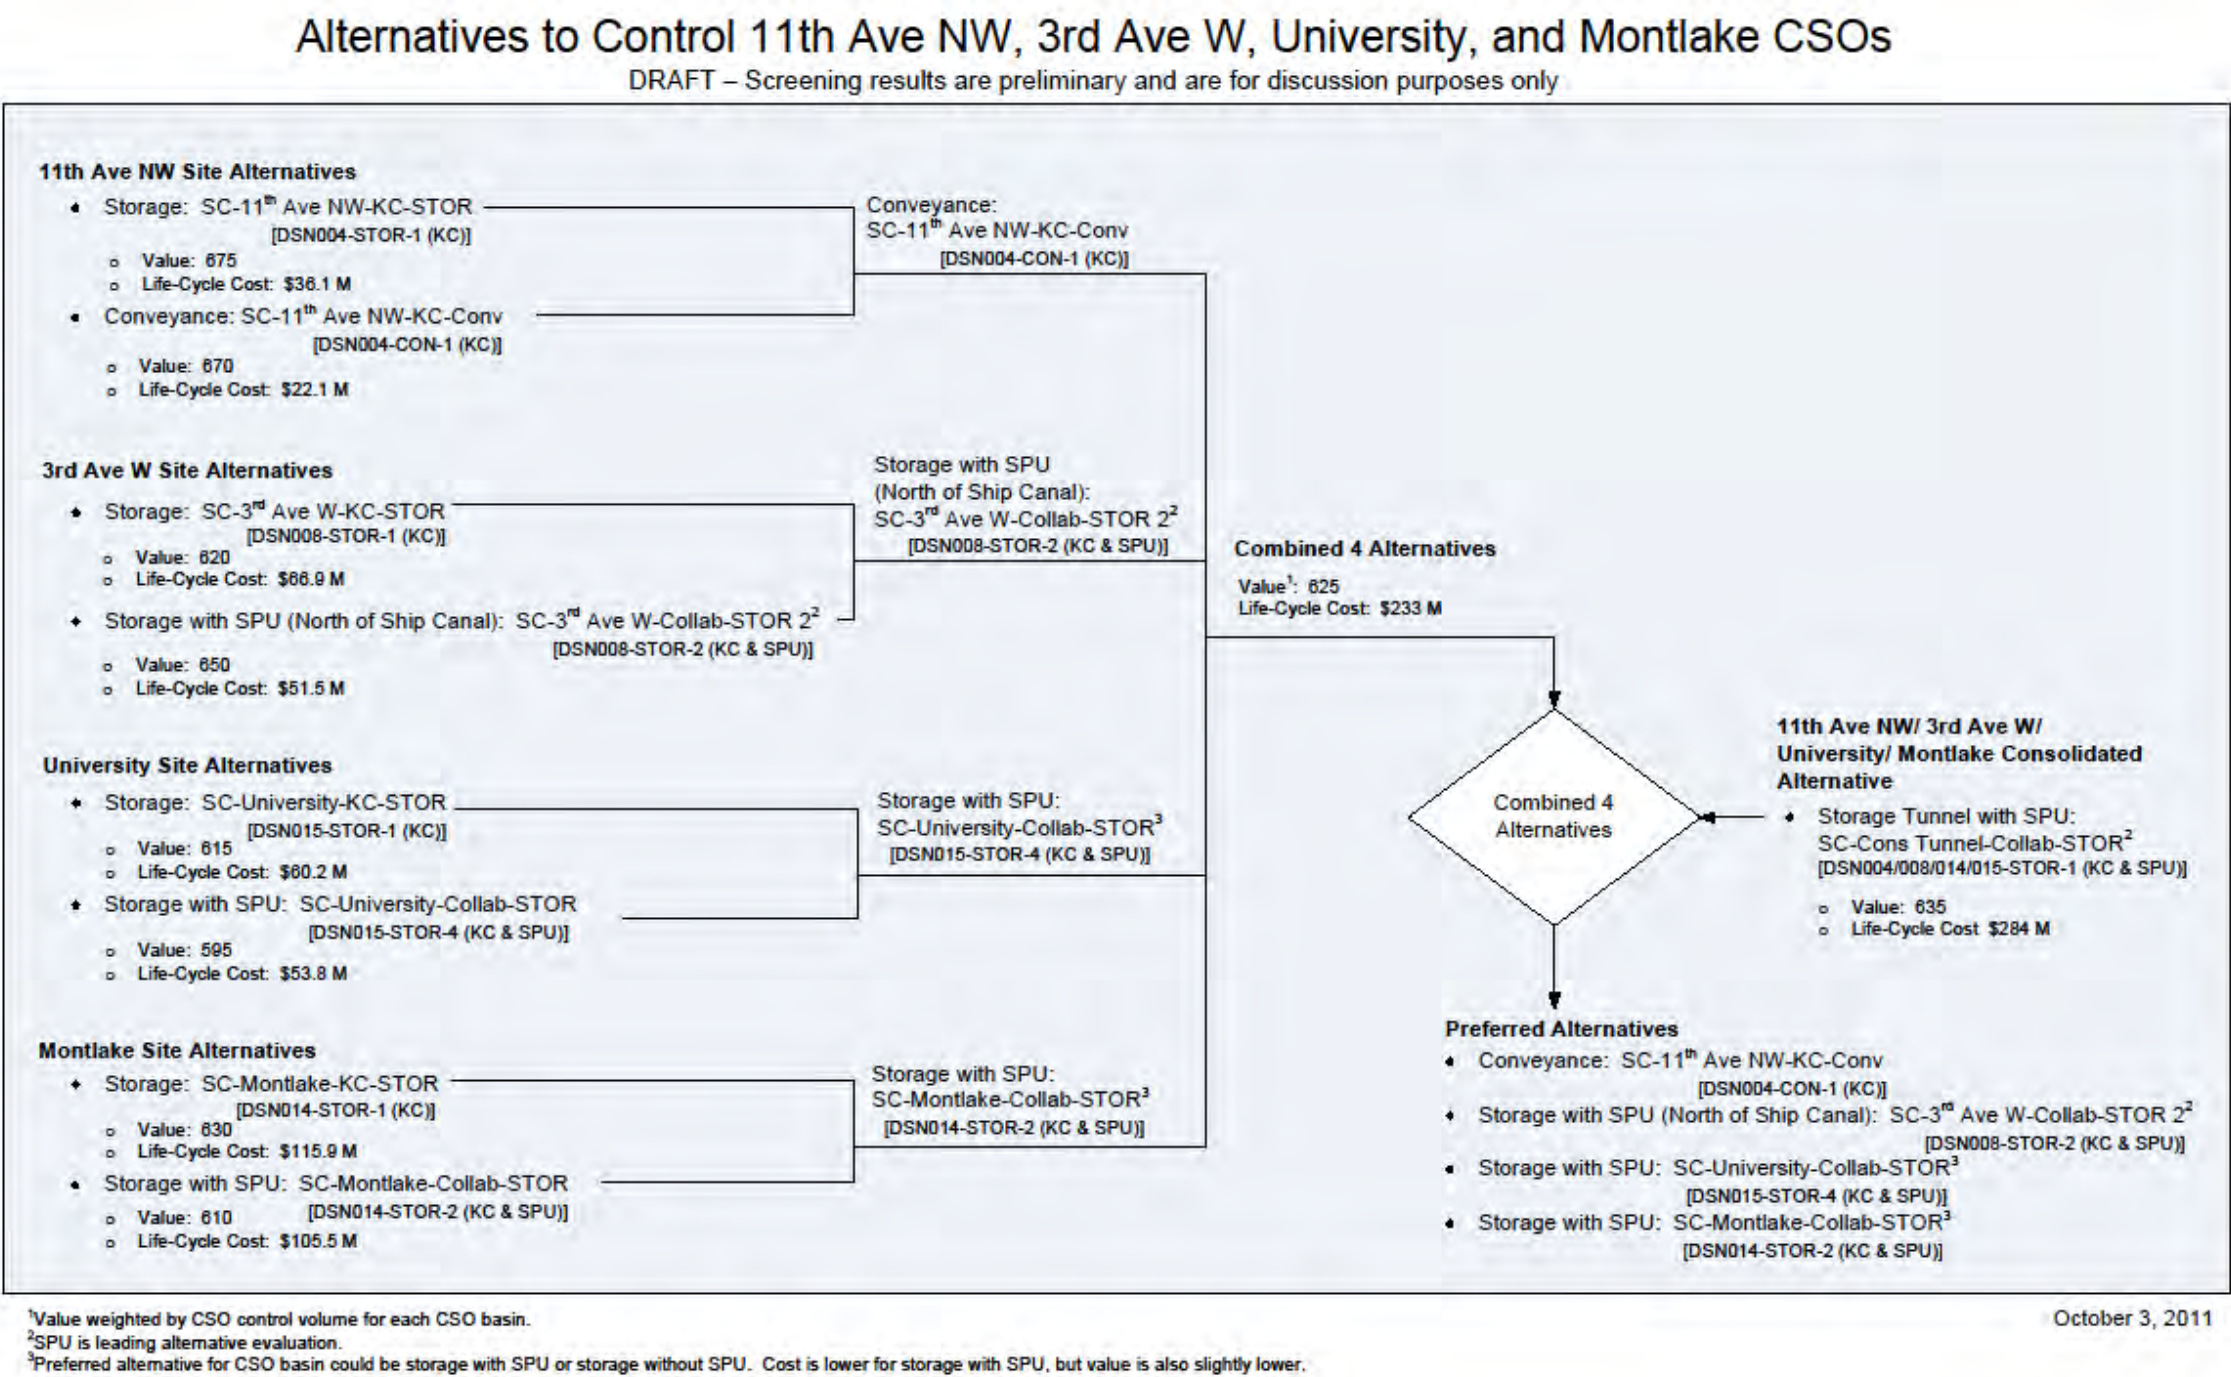 Alternatives to Control 11th Ave NW, 3rd Ave W, University, and Montlake CSOs
DRAFT – Screening results are preliminary and are for discussion purposes only
11th Ave NW Site Alternatives
Storage: SC-11th Ave NW-KC-STOR
[DSN004-STOR-1 (KC)]
Value: 675
Life-Cycle Cost: $36.1 M
Conveyance: SC-11th Ave NW-KC-Conv
[DSN004-CON-1 (KC)]
Value: 670
Life-Cycle Cost: $22.1 M
Conveyance:
SC-11th Ave NW-KC-Conv
[DSN004-CON-1 (KC)]
3rd Ave W Site Alternatives
Storage: SC-3rd Ave W-KC-STOR
[DSN008-STOR-1 (KC)]
Value: 620
Life-Cycle Cost: $66.9 M
Storage with SPU (North of Ship Canal): SC-3rd Ave W-Collab-STOR 2²
[DSN008-STOR-2 (KC & SPU)]
Value: 650
Life-Cycle Cost: $51.5 M
Storage with SPU
(North of Ship Canal):
SC-3rd Ave W-Collab-STOR 2²
[DSN008-STOR-2 (KC & SPU)]
University Site Alternatives
Storage: SC-University-KC-STOR
[DSN015-STOR-1 (KC)]
Value: 615
Life-Cycle Cost: $60.2 M
Storage with SPU: SC-University-Collab-STOR
[DSN015-STOR-4 (KC & SPU)]
Value: 595
Life-Cycle Cost: $53.8 M
Storage with SPU:
SC-University-Collab-STOR³
[DSN015-STOR-4 (KC & SPU)]
Montlake Site Alternatives
Storage: SC-Montlake-KC-STOR
[DSN014-STOR-1 (KC)]
Value: 630
Life-Cycle Cost: $115.9 M
Storage with SPU: SC-Montlake-Collab-STOR
[DSN014-STOR-2 (KC & SPU)]
Value: 610
Life-Cycle Cost: $105.5 M
Storage with SPU:
SC-Montlake-Collab-STOR³
[DSN014-STOR-2 (KC & SPU)]
Combined 4 Alternatives
Value¹: 625
Life-Cycle Cost: $233 M
Combined 4
Alternatives
11th Ave NW/ 3rd Ave W/
University/ Montlake Consolidated
Alternative
Storage Tunnel with SPU:
SC-Cons Tunnel-Collab-STOR²
[DSN004/008/014/015-STOR-1 (KC & SPU)]
Value: 635
Life-Cycle Cost $284 M
Preferred Alternatives
Conveyance: SC-11th Ave NW-KC-Conv
[DSN004-CON-1 (KC)]
Storage with SPU (North of Ship Canal): SC-3rd Ave W-Collab-STOR 2²
[DSN008-STOR-2 (KC & SPU)]
Storage with SPU: SC-University-Collab-STOR³
[DSN015-STOR-4 (KC & SPU)]
Storage with SPU: SC-Montlake-Collab-STOR³
[DSN014-STOR-2 (KC & SPU)]
¹Value weighted by CSO control volume for each CSO basin.
²SPU is leading alternative evaluation.
³Preferred alternative for CSO basin could be storage with SPU or storage without SPU. Cost is lower for storage with SPU, but value is also slightly lower.
October 3, 2011